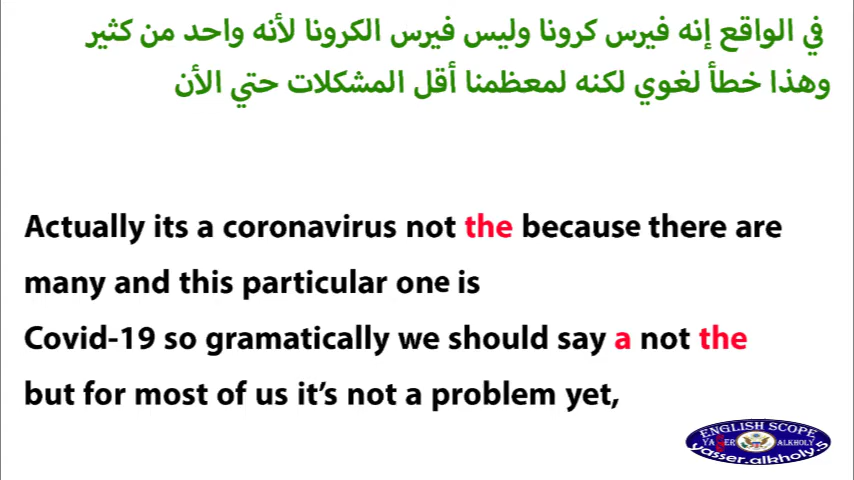 في الواقع إنه فيرس كرونا وليس فيرس الكرونا لأنه واحد من كثير
وهذا خطأ لغوي لكنه لمعظمنا أقل المشكلات حتي الأن
Actually its a coronavirus not the because there are
many and this particular one is
Covid-19 so gramatically we should say a not the
but for most of us it’s not a problem yet,
ENGLISH SCOPE
YASSER ALKHOLY
yasser.alkholy.5